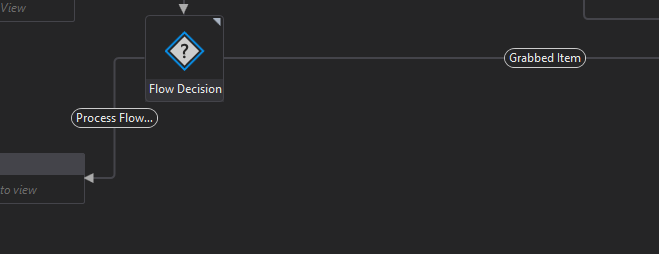 View
?
Flow Decision
Grabbed Item
Process Flow...
to view